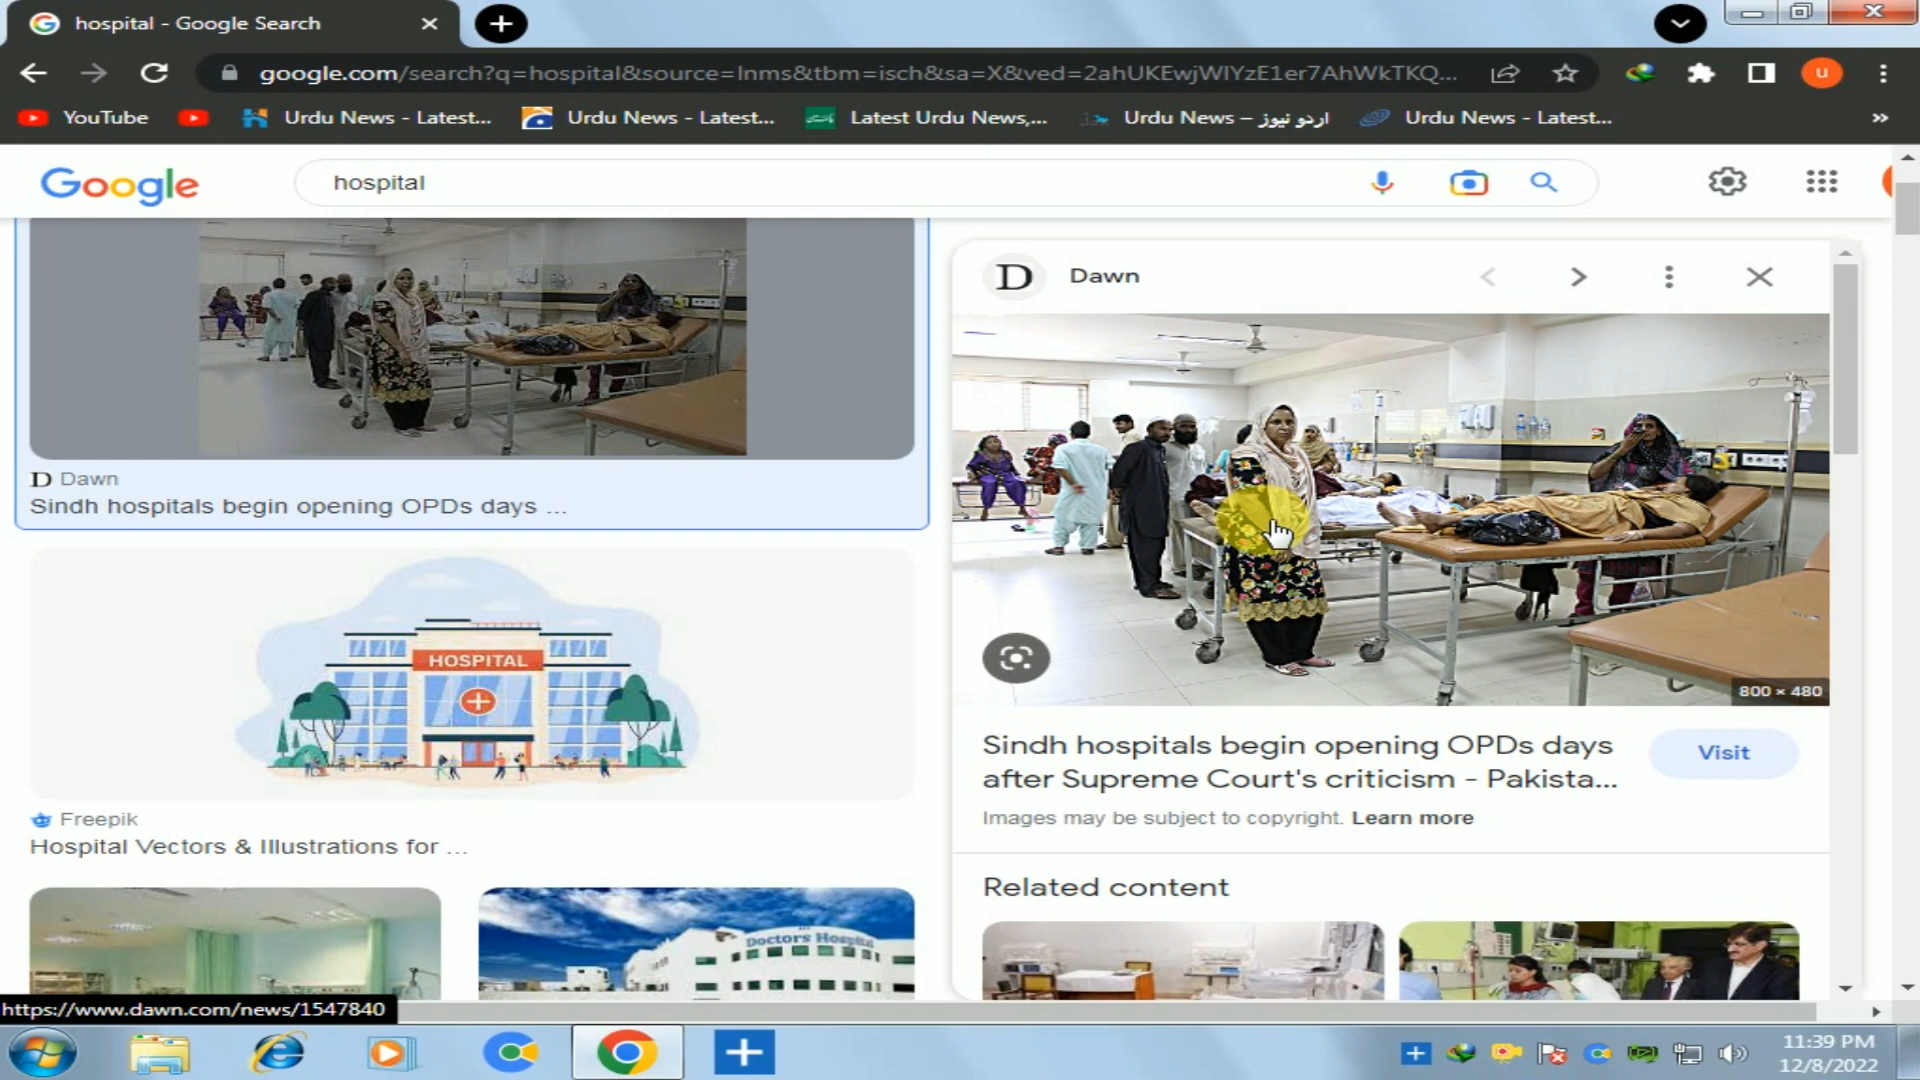 hospital - Google Search
google.com/search?q=hospital&source=lnms&tbm=isch&sa=X&ved=2ahUKEwjWIYzE1er7AhWkTKQ...
u
YouTube
Urdu News - Latest...
Urdu News - Latest...
Latest Urdu News,...
Urdu News – اردو نیوز
Urdu News - Latest...
Google
hospital
D Dawn
Sindh hospitals begin opening OPDs days ...
HOSPITAL
Freepik
Hospital Vectors & Illustrations for ...
Doctors Hospital
https://www.dawn.com/news/1547840
D Dawn
800 × 480
Sindh hospitals begin opening OPDs days
after Supreme Court's criticism - Pakista...
Visit
Images may be subject to copyright. Learn more
Related content
11:39 PM
12/8/2022